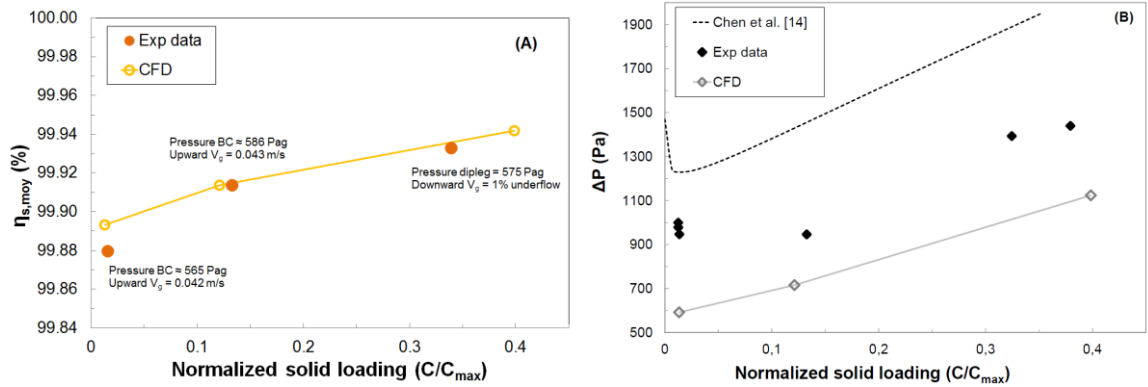 100.00
99.98
99.96
99.94
99.92
99.90
99.88
99.86
99.84
ηs,moy (%)
Exp data
CFD
(A)
Pressure BC ≈ 586 Pag
Upward Vg = 0.043 m/s
Pressure dipleg = 575 Pag
Downward Vg = 1% underflow
Pressure BC ≈ 565 Pag
Upward Vg = 0.042 m/s
0 0.1 0.2 0.3 0.4
Normalized solid loading (C/Cmax)
1900
1700
1500
1300
1100
900
700
500
ΔP (Pa)
Chen et al. [14]
Exp data
CFD
(B)
0 0,1 0,2 0,3 0,4
Normalized solid loading (C/Cmax)